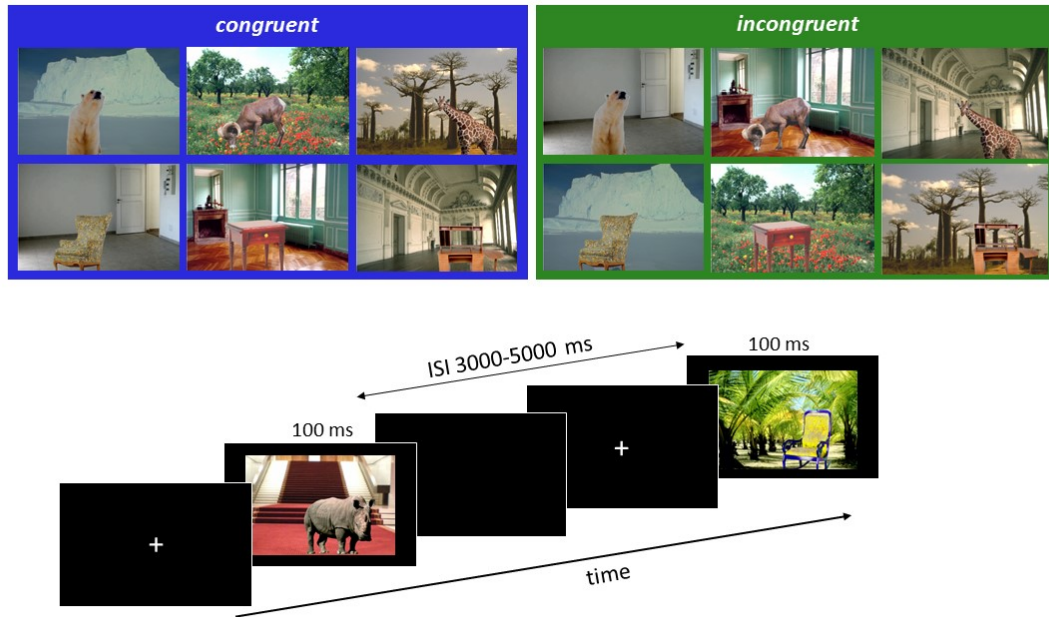 congruent
incongruent
ISI 3000-5000 ms
100 ms
100 ms
time